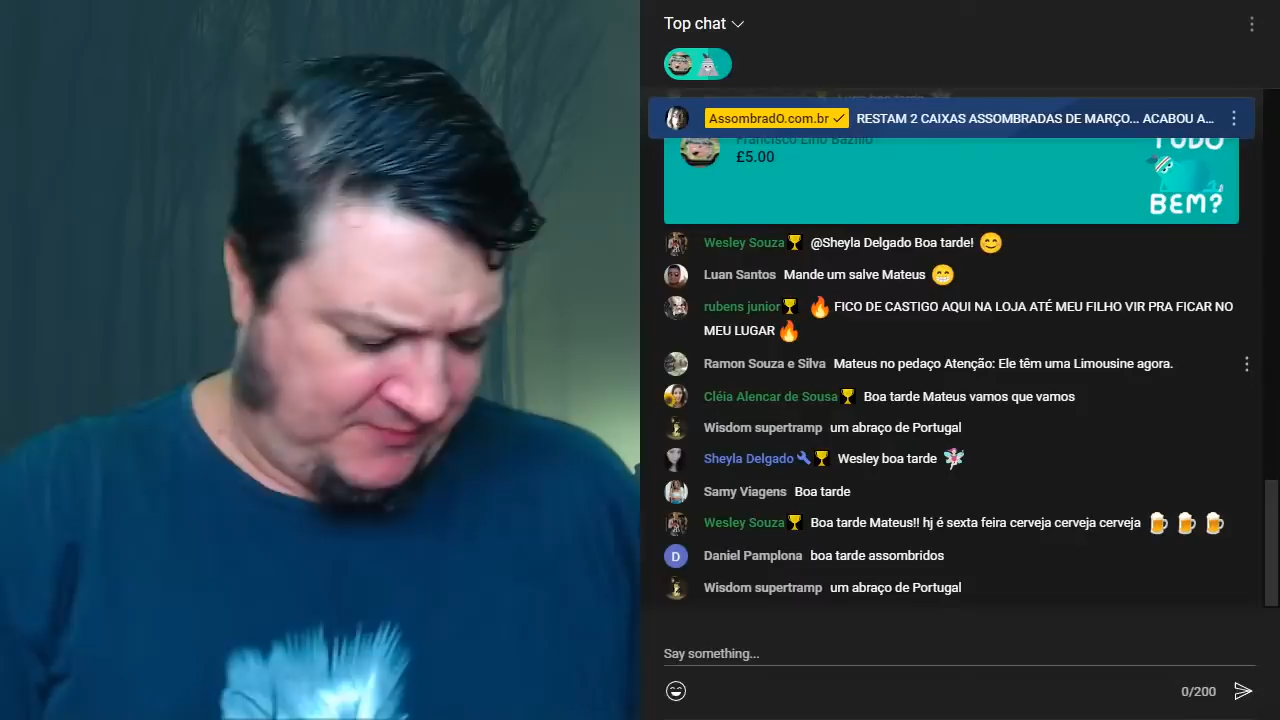 Top chat
AssombradO.com.br RESTAM 2 CAIXAS ASSOMBRADAS DE MARÇO... ACABOU A...
Francisco Lino Bazilio
£5.00
TUDO
BEM?
Wesley Souza @Sheyla Delgado Boa tarde! 😊
Luan Santos Mande um salve Mateus 😁
rubens junior 🔥 FICO DE CASTIGO AQUI NA LOJA ATÉ MEU FILHO VIR PRA FICAR NO
MEU LUGAR 🔥
Ramon Souza e Silva Mateus no pedaço Atenção: Ele têm uma Limousine agora.
Cléia Alencar de Sousa Boa tarde Mateus vamos que vamos
Wisdom supertramp um abraço de Portugal
Sheyla Delgado Wesley boa tarde
Samy Viagens Boa tarde
Wesley Souza Boa tarde Mateus!! hj é sexta feira cerveja cerveja cerveja 🍺 🍺 🍺
D Daniel Pamplona boa tarde assombridos
Wisdom supertramp um abraço de Portugal
Say something...
0/200